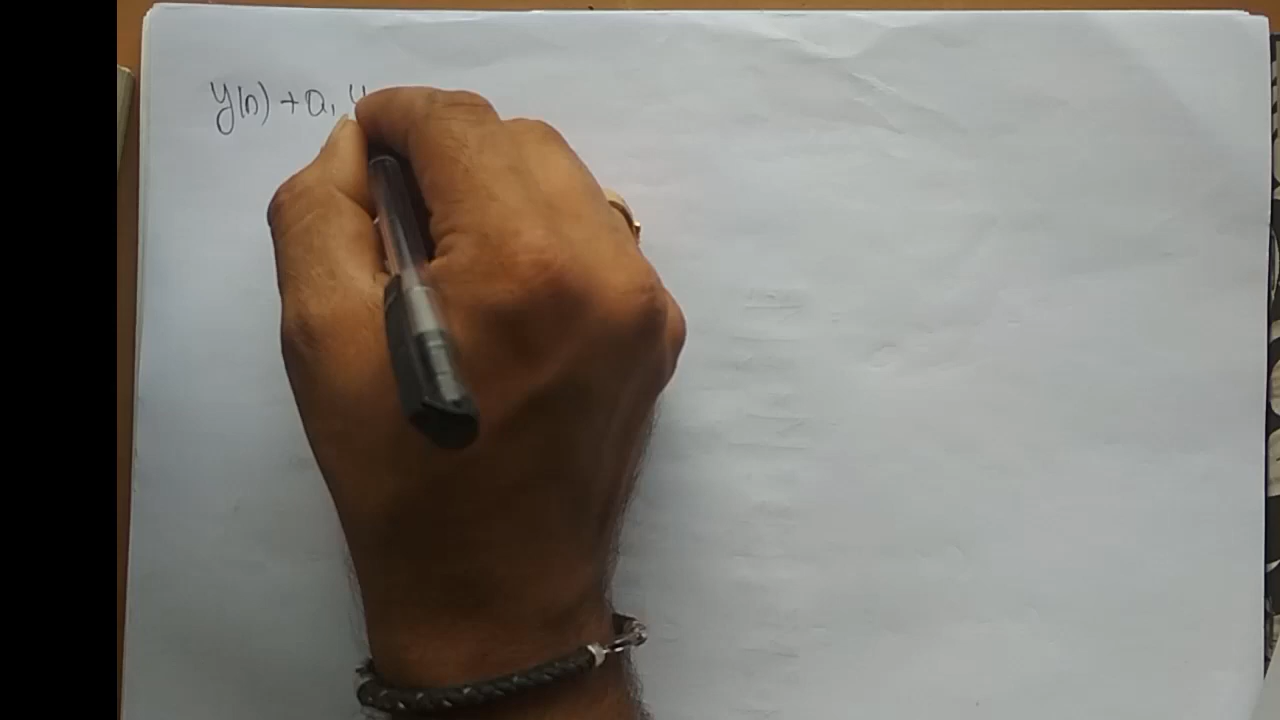 y(n) + a₁ y